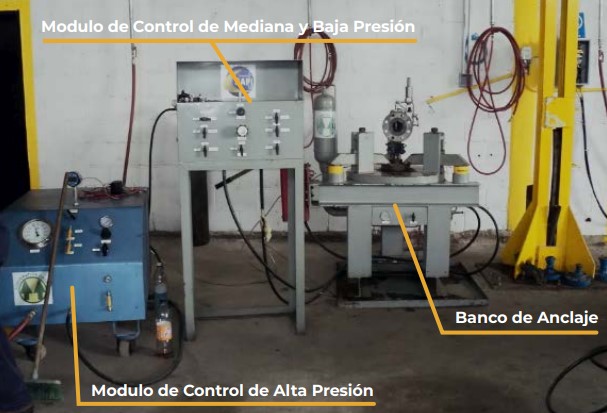 Modulo de Control de Mediana y Baja Presión
Banco de Anclaje
Modulo de Control de Alta Presión